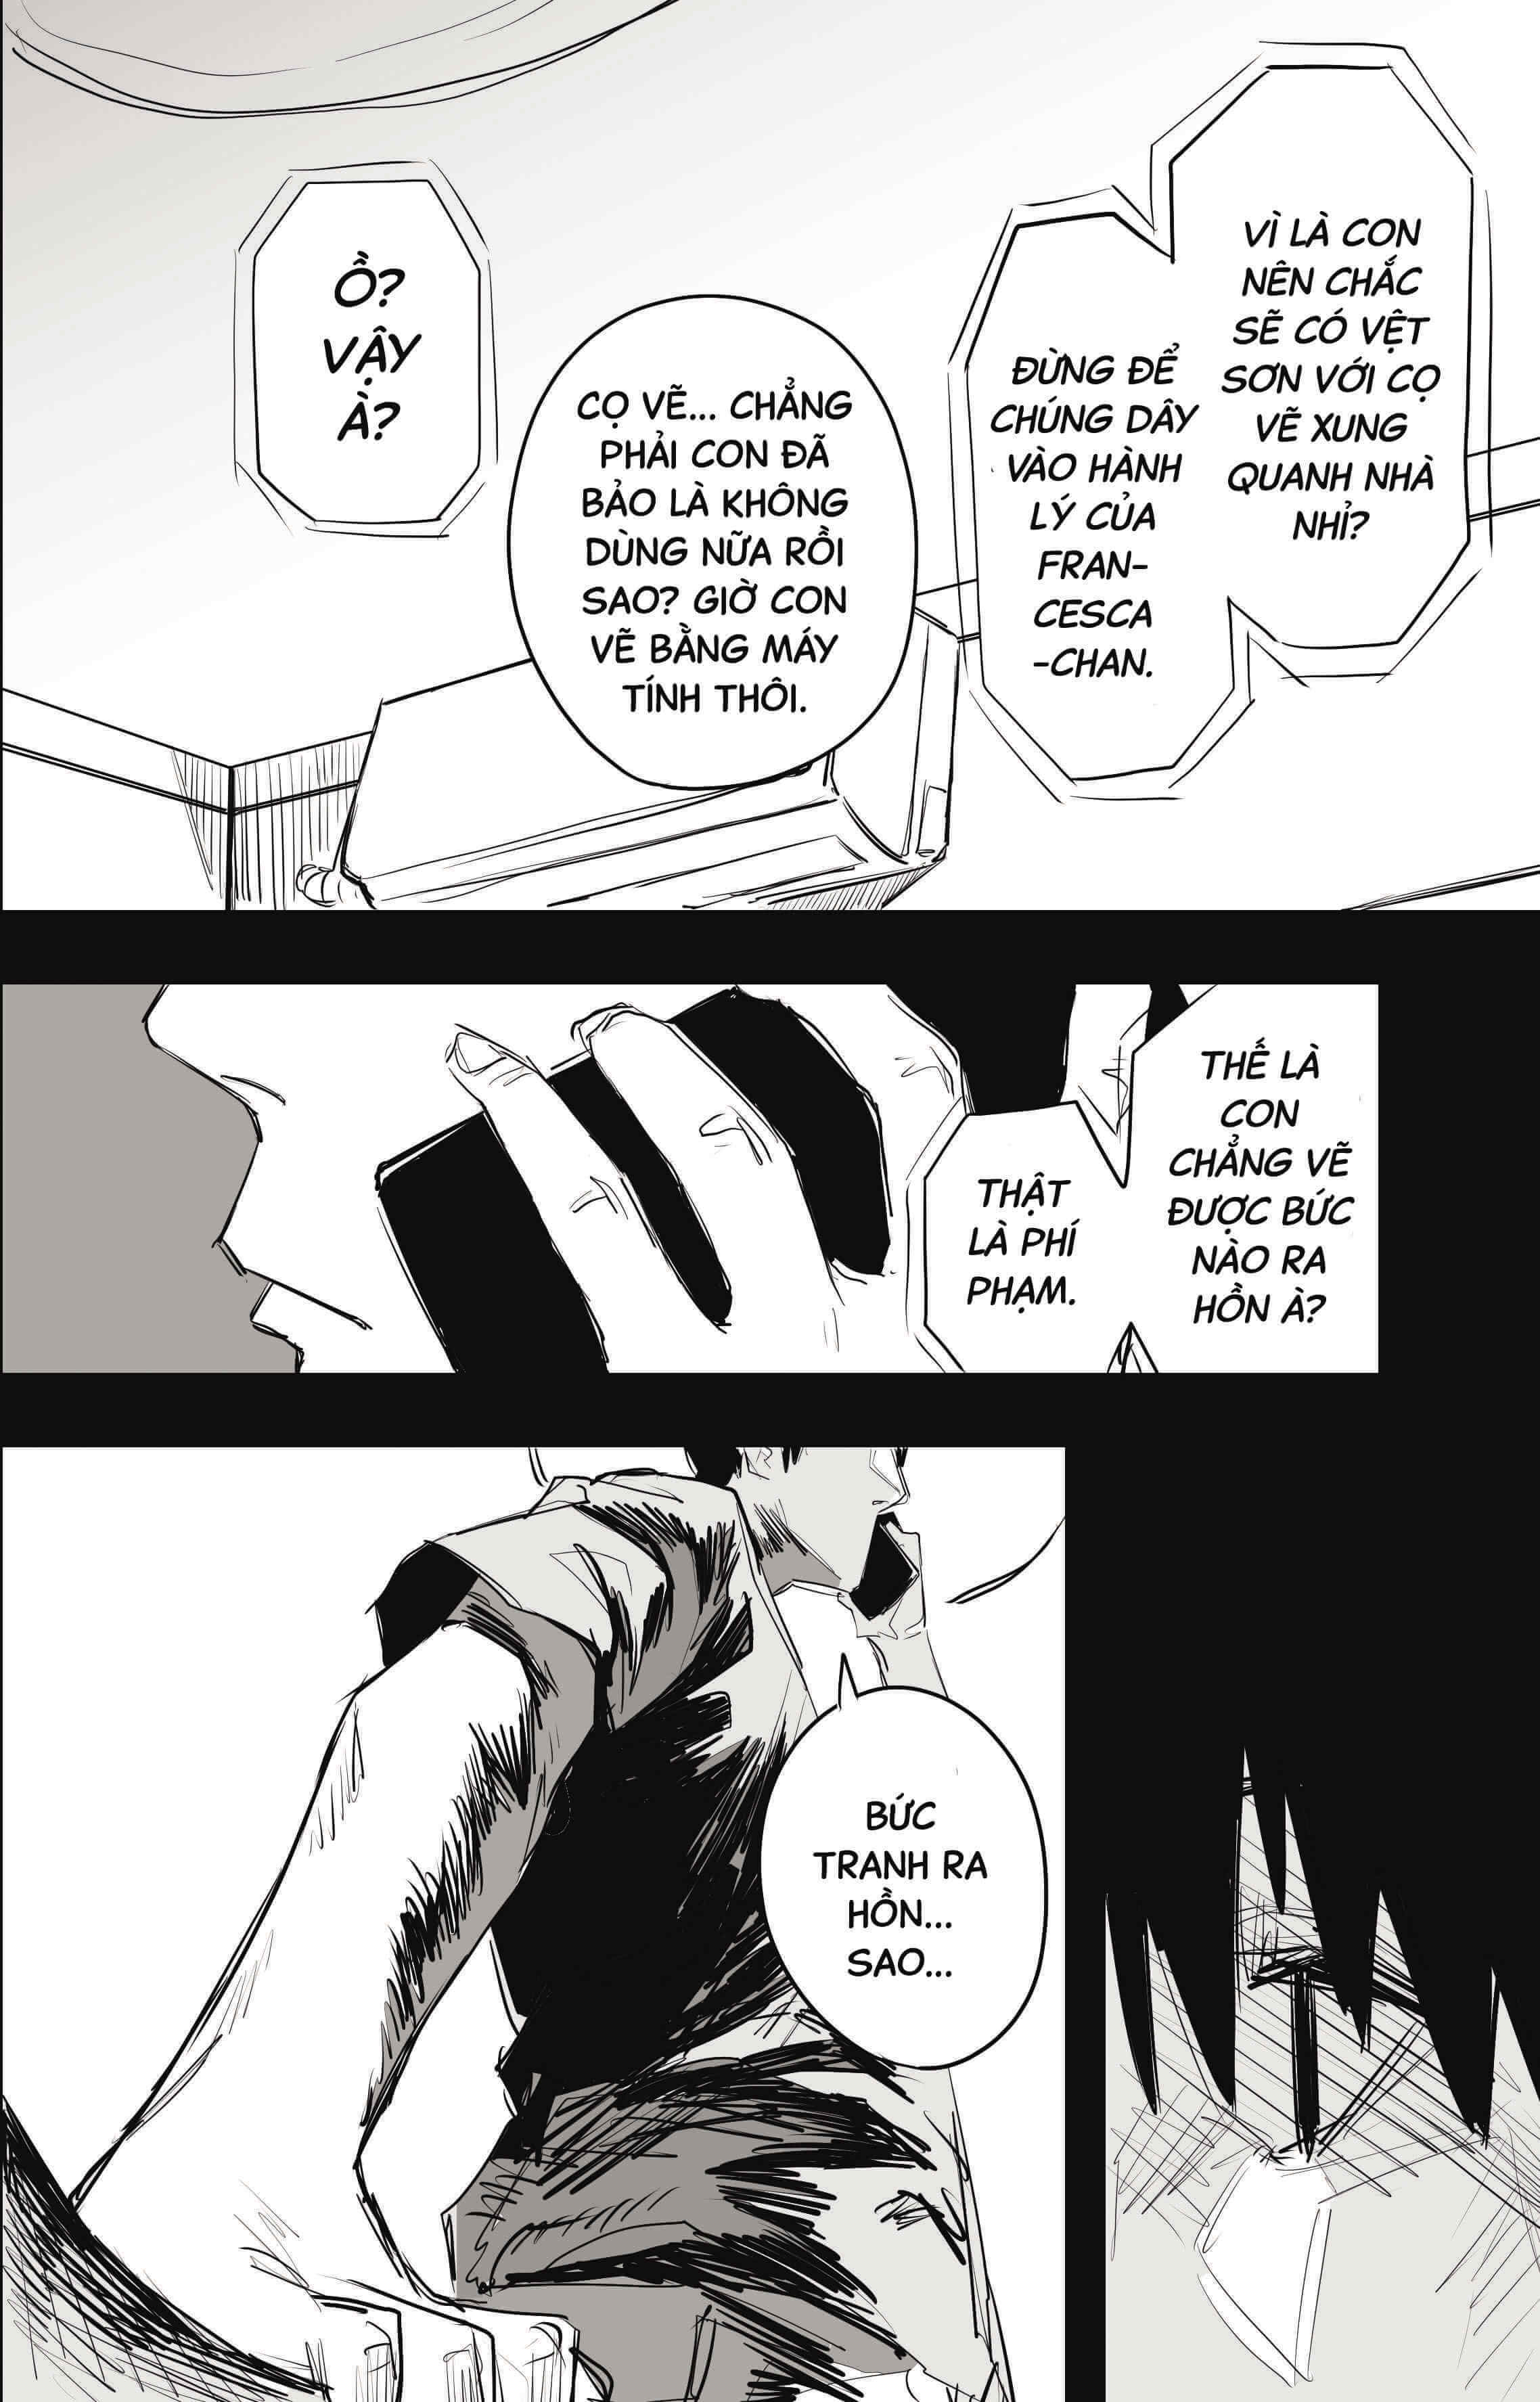 VÌ LÀ CON
NÊN CHẮC
SẼ CÓ VỆT
SƠN VỚI CỌ
VẼ XUNG
QUANH NHÀ
NHỈ?
ĐỪNG ĐỂ
CHÚNG DÂY
VÀO HÀNH
LÝ CỦA
FRAN-
CESCA
-CHAN.
CỌ VẼ... CHẲNG
PHẢI CON ĐÃ
BẢO LÀ KHÔNG
DÙNG NỮA RỒI
SAO? GIỜ CON
VẼ BẰNG MÁY
TÍNH THÔI.
Ồ?
VẬY
À?
THẾ LÀ
CON
CHẲNG VẼ
ĐƯỢC BỨC
NÀO RA
HỒN À?
THẬT
LÀ PHÍ
PHẠM.
BỨC
TRANH RA
HỒN...
SAO...